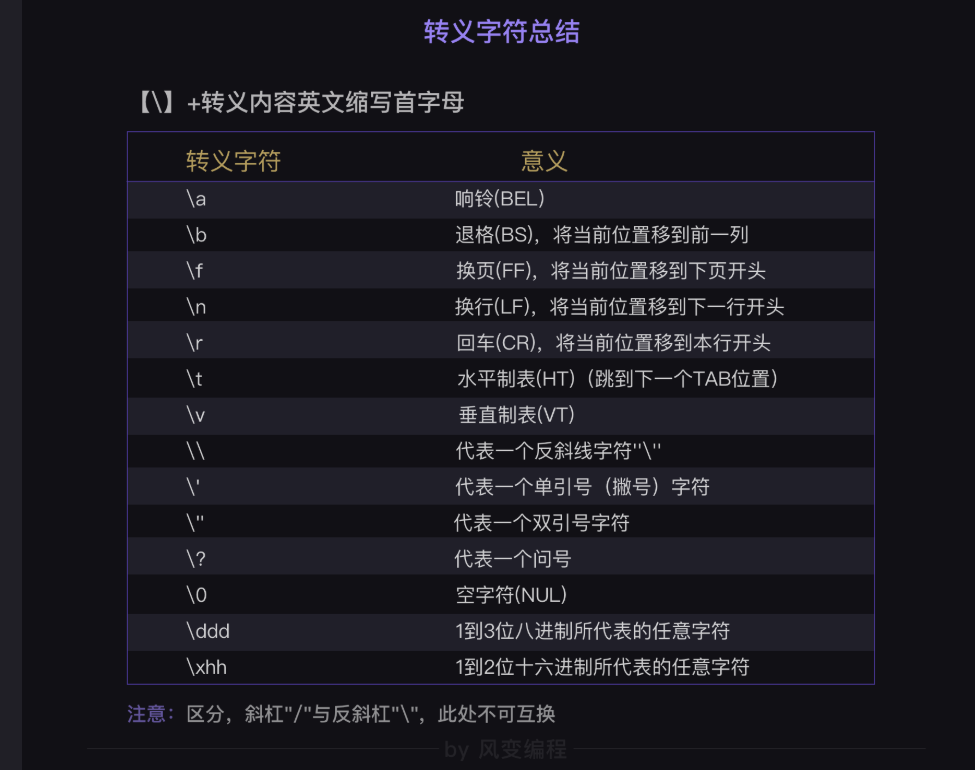 转义字符总结
【\】+转义内容英文缩写首字母
转义字符 意义
\a 响铃(BEL)
\b 退格(BS)，将当前位置移到前一列
\f 换页(FF)，将当前位置移到下页开头
\n 换行(LF)，将当前位置移到下一行开头
\r 回车(CR)，将当前位置移到本行开头
\t 水平制表(HT)（跳到下一个TAB位置）
\v 垂直制表(VT)
\\ 代表一个反斜线字符''\''
\' 代表一个单引号（撇号）字符
\" 代表一个双引号字符
\? 代表一个问号
\0 空字符(NUL)
\ddd 1到3位八进制所代表的任意字符
\xhh 1到2位十六进制所代表的任意字符
注意：区分，斜杠"/"与反斜杠"\"，此处不可互换
by 风变编程